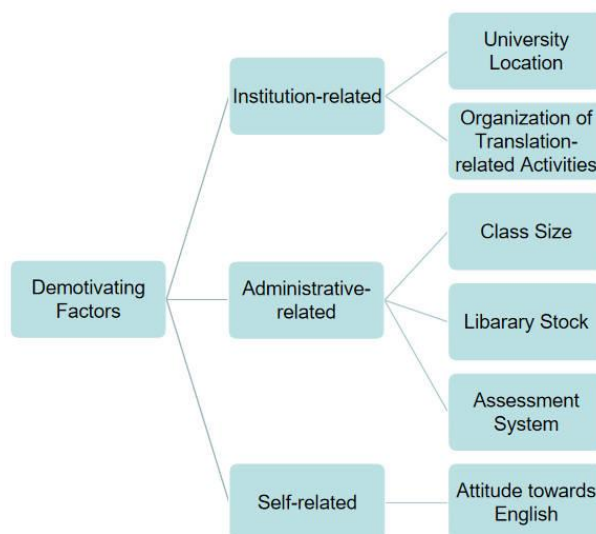 University
Location
Institution-related
Organization of
Translation-
related Activities
Class Size
Demotivating
Factors
Administrative-
related
Libarary Stock
Assessment
System
Self-related
Attitude towards
English